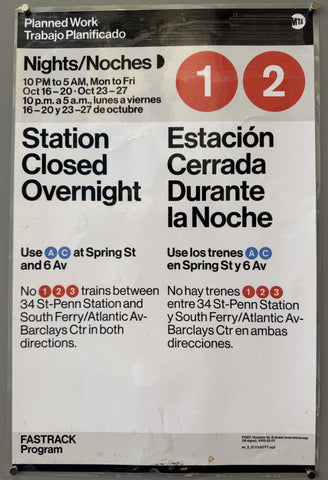 Planned Work
Trabajo Planificado
MTA
Nights/Noches
10 PM to 5 AM, Mon to Fri
Oct 16 – 20 · Oct 23 – 27
10 p.m. a 5 a.m., lunes a viernes
16 – 20 y 23 – 27 de octubre
1 2
Station
Closed
Overnight
Estación
Cerrada
Durante
la Noche
Use A C at Spring St
and 6 Av
Use los trenes A C
en Spring St y 6 Av
No 1 2 3 trains between
34 St-Penn Station and
South Ferry/Atlantic Av-
Barclays Ctr in both
directions.
No hay trenes 1 2 3
entre 34 St-Penn Station
y South Ferry/Atlantic Av-
Barclays Ctr en ambas
direcciones.
FASTRACK
Program